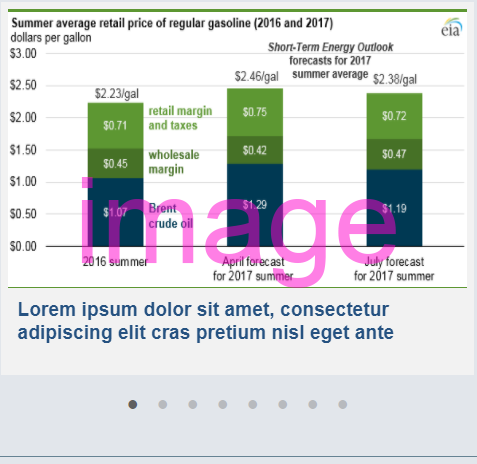 Summer average retail price of regular gasoline (2016 and 2017)
dollars per gallon
eia
$3.00
$2.50
$2.00
$1.50
$1.00
$0.50
$0.00
Short-Term Energy Outlook
forecasts for 2017
summer average
$2.23/gal
$2.46/gal
$2.38/gal
$0.71
retail margin
and taxes
$0.75
$0.72
$0.45
wholesale
margin
$0.42
$0.47
$1.07
Brent
crude oil
$1.29
$1.19
image
2016 summer
April forecast
for 2017 summer
July forecast
for 2017 summer
Lorem ipsum dolor sit amet, consectetur
adipiscing elit cras pretium nisl eget ante